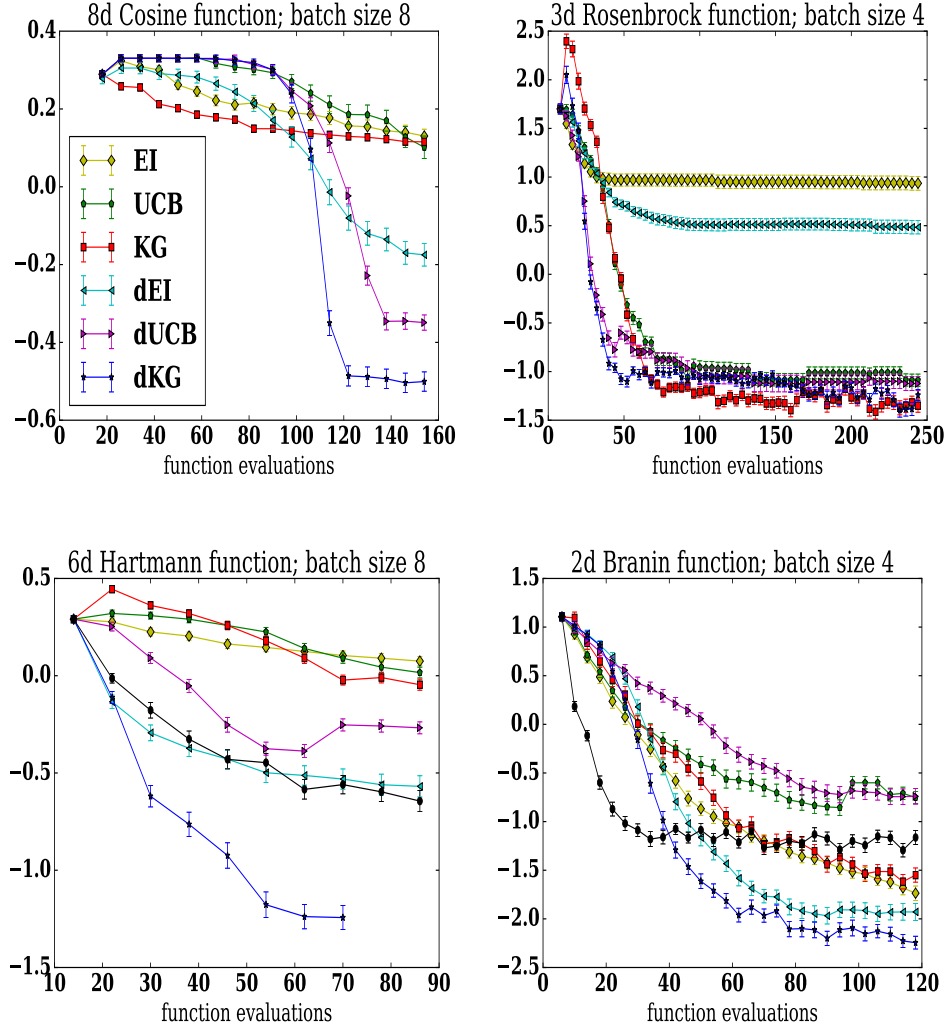 8d Cosine function; batch size 8
0.4
0.2
0.0
−0.2
−0.4
−0.6
EI
UCB
KG
dEI
dUCB
dKG
0 20 40 60 80 100 120 140 160
function evaluations
3d Rosenbrock function; batch size 4
2.5
2.0
1.5
1.0
0.5
0.0
−0.5
−1.0
−1.5
0 50 100 150 200 250
function evaluations
6d Hartmann function; batch size 8
0.5
0.0
−0.5
−1.0
−1.5
10 20 30 40 50 60 70 80 90
function evaluations
2d Branin function; batch size 4
1.5
1.0
0.5
0.0
−0.5
−1.0
−1.5
−2.0
−2.5
0 20 40 60 80 100 120
function evaluations